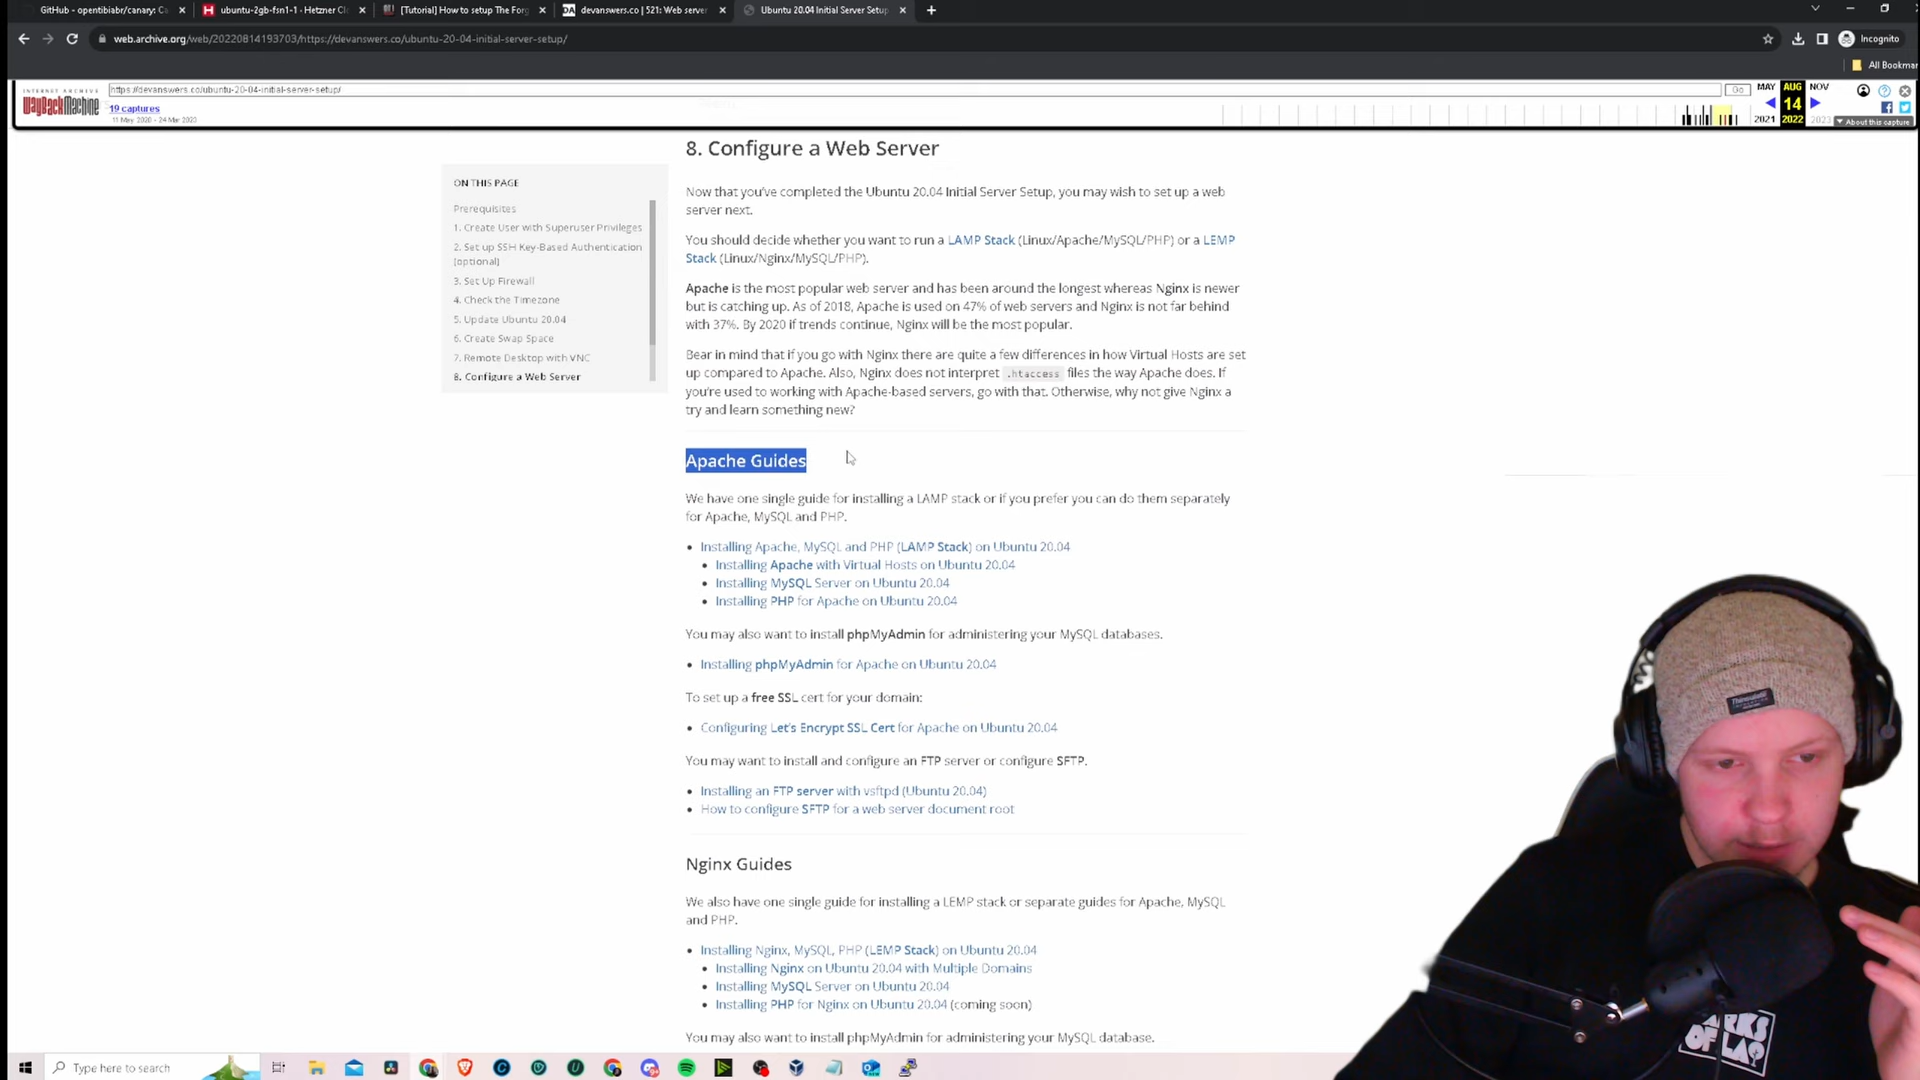 GitHub - opentibiabr/canary: Ca
ubuntu-2gb-fsn1-1 · Hetzner Cl
[Tutorial] How to setup The Forg
DA
devanswers.co | 521: Web server
Ubuntu 20.04 Initial Server Setup
web.archive.org/web/20220814193703/https://devanswers.co/ubuntu-20-04-initial-server-setup/
Incognito
All Bookmar
INTERNET ARCHIVE
WayBackMachine
https://devanswers.co/ubuntu-20-04-initial-server-setup/
Go
MAY
AUG
NOV
19 captures
14
11 May 2020 - 24 Mar 2023
2021
2022
2023
About this capture
8. Configure a Web Server
ON THIS PAGE
Prerequisites
1. Create User with Superuser Privileges
2. Set up SSH Key-Based Authentication
(optional)
3. Set Up Firewall
4. Check the Timezone
5. Update Ubuntu 20.04
6. Create Swap Space
7. Remote Desktop with VNC
8. Configure a Web Server
Now that you've completed the Ubuntu 20.04 Initial Server Setup, you may wish to set up a web
server next.
You should decide whether you want to run a LAMP Stack (Linux/Apache/MySQL/PHP) or a LEMP
Stack (Linux/Nginx/MySQL/PHP).
Apache is the most popular web server and has been around the longest whereas Nginx is newer
but is catching up. As of 2018, Apache is used on 47% of web servers and Nginx is not far behind
with 37%. By 2020 if trends continue, Nginx will be the most popular.
Bear in mind that if you go with Nginx there are quite a few differences in how Virtual Hosts are set
up compared to Apache. Also, Nginx does not interpret .htaccess files the way Apache does. If
you're used to working with Apache-based servers, go with that. Otherwise, why not give Nginx a
try and learn something new?
Apache Guides
We have one single guide for installing a LAMP stack or if you prefer you can do them separately
for Apache, MySQL and PHP.
• Installing Apache, MySQL and PHP (LAMP Stack) on Ubuntu 20.04
• Installing Apache with Virtual Hosts on Ubuntu 20.04
• Installing MySQL Server on Ubuntu 20.04
• Installing PHP for Apache on Ubuntu 20.04
You may also want to install phpMyAdmin for administering your MySQL databases.
• Installing phpMyAdmin for Apache on Ubuntu 20.04
To set up a free SSL cert for your domain:
• Configuring Let's Encrypt SSL Cert for Apache on Ubuntu 20.04
You may want to install and configure an FTP server or configure SFTP.
• Installing an FTP server with vsftpd (Ubuntu 20.04)
• How to configure SFTP for a web server document root
Nginx Guides
We also have one single guide for installing a LEMP stack or separate guides for Apache, MySQL
and PHP.
• Installing Nginx, MySQL, PHP (LEMP Stack) on Ubuntu 20.04
• Installing Nginx on Ubuntu 20.04 with Multiple Domains
• Installing MySQL Server on Ubuntu 20.04
• Installing PHP for Nginx on Ubuntu 20.04 (coming soon)
You may also want to install phpMyAdmin for administering your MySQL database.
Type here to search